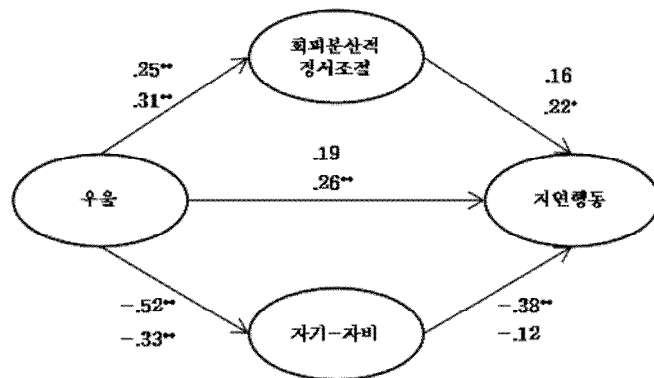 회피분산적
정서조절
.25**
.31**
.16
.22*
.19
.26**
우울
지연행동
-.52**
-.33**
자기-자비
-.38**
-.12